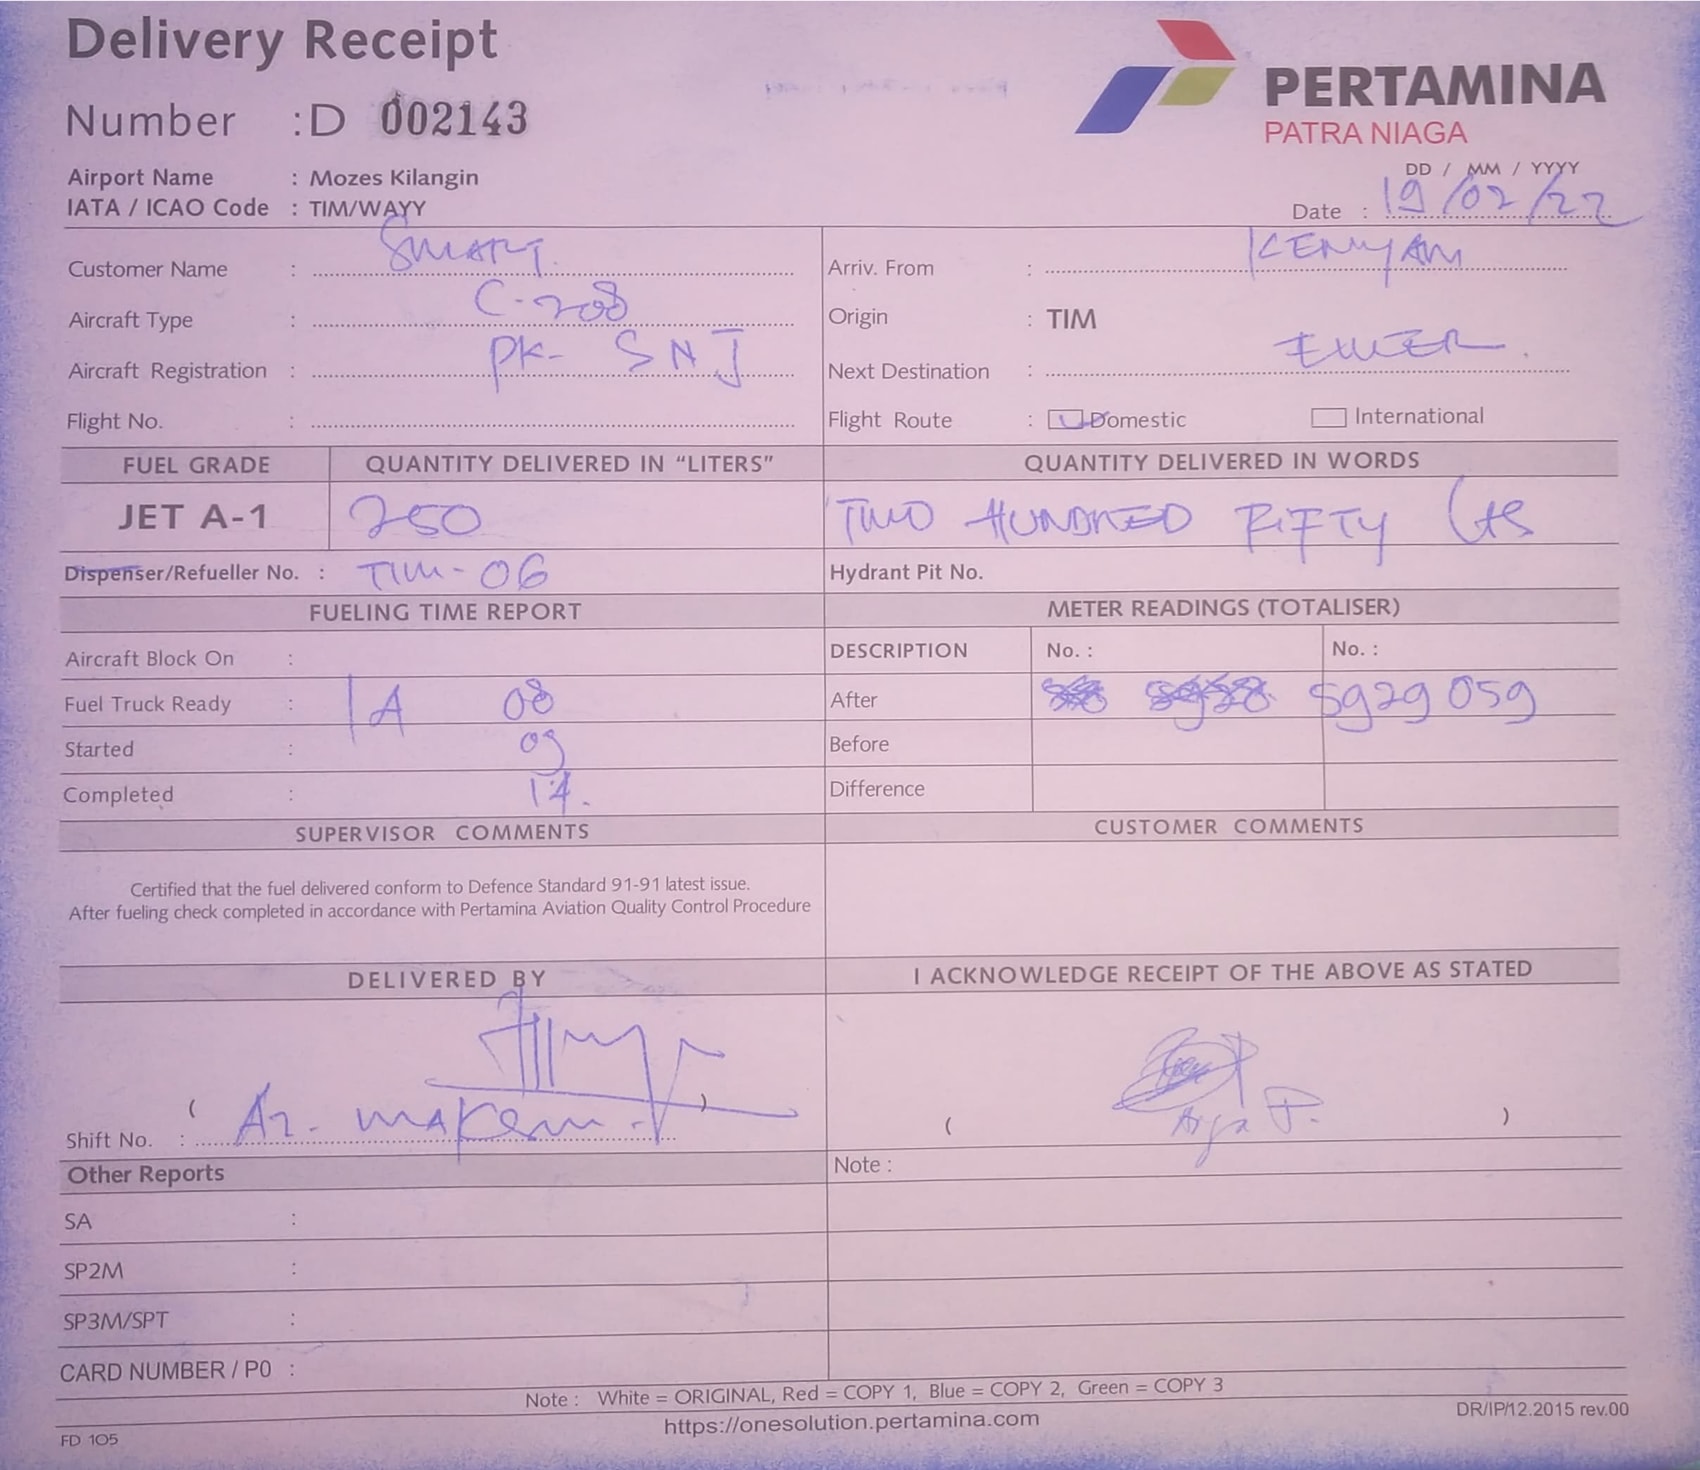 Delivery Receipt
PERTAMINA
PATRA NIAGA
Number : D 002143
Airport Name : Mozes Kilangin
IATA / ICAO Code : TIM/WAYY
DD / MM / YYYY
Date : 19/02/22
Customer Name : SMART
Arriv. From : KENYAM
Aircraft Type : C-208
Origin : TIM
Aircraft Registration : PK- SNJ
Next Destination :
Flight No. :
Flight Route : Domestic International
FUEL GRADE QUANTITY DELIVERED IN “LITERS” QUANTITY DELIVERED IN WORDS
JET A-1 250 TWO HUNDRED FIFTY
Dispenser/Refueller No. : TIM-06 Hydrant Pit No.
FUELING TIME REPORT METER READINGS (TOTALISER)
Aircraft Block On : DESCRIPTION No. : No. :
Fuel Truck Ready : 08 After 5929059
Started : 09 Before
Completed : 17. Difference
SUPERVISOR COMMENTS CUSTOMER COMMENTS
Certified that the fuel delivered conform to Defence Standard 91-91 latest issue.
After fueling check completed in accordance with Pertamina Aviation Quality Control Procedure
DELIVERED BY I ACKNOWLEDGE RECEIPT OF THE ABOVE AS STATED
( )
Shift No. : ( )
Other Reports Note :
SA :
SP2M :
SP3M/SPT :
CARD NUMBER / PO :
Note : White = ORIGINAL, Red = COPY 1, Blue = COPY 2, Green = COPY 3
https://onesolution.pertamina.com
DR/IP/12.2015 rev.00
FD 105